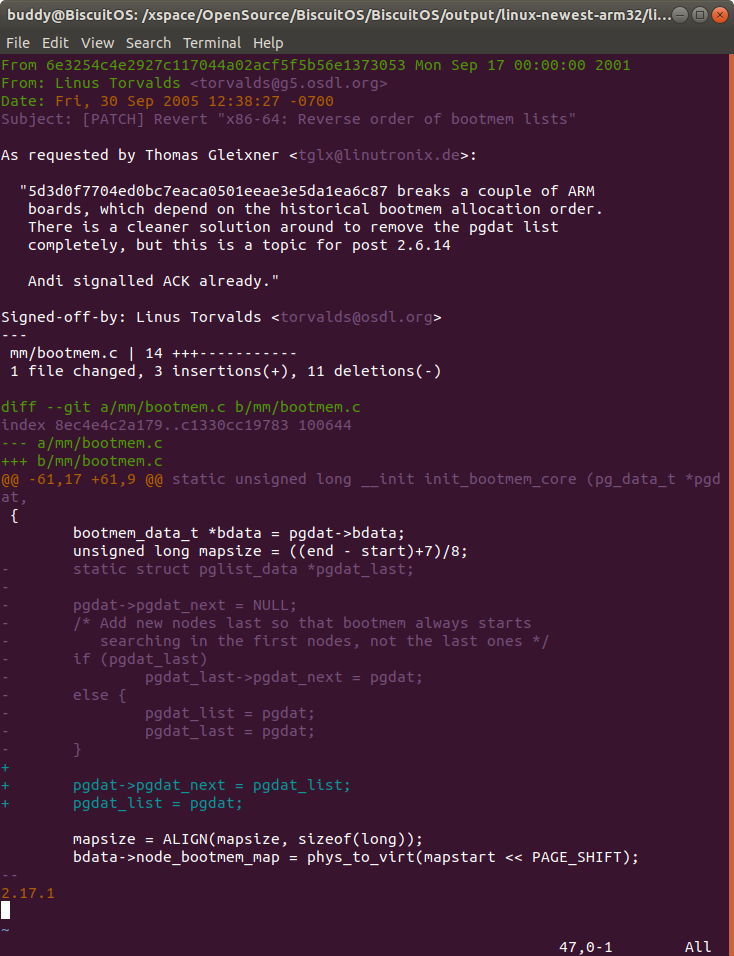 buddy@BiscuitOS: /xspace/OpenSource/BiscuitOS/BiscuitOS/output/linux-newest-arm32/li...
File Edit View Search Terminal Help
From 6e3254c4e2927c117044a02acf5f5b56e1373053 Mon Sep 17 00:00:00 2001
From: Linus Torvalds <torvalds@g5.osdl.org>
Date: Fri, 30 Sep 2005 12:38:27 -0700
Subject: [PATCH] Revert "x86-64: Reverse order of bootmem lists"

As requested by Thomas Gleixner <tglx@linutronix.de>:

  "5d3d0f7704ed0bc7eaca0501eeae3e5da1ea6c87 breaks a couple of ARM
   boards, which depend on the historical bootmem allocation order.
   There is a cleaner solution around to remove the pgdat list
   completely, but this is a topic for post 2.6.14

   Andi signalled ACK already."

Signed-off-by: Linus Torvalds <torvalds@osdl.org>
---
 mm/bootmem.c | 14 +++-----------
 1 file changed, 3 insertions(+), 11 deletions(-)

diff --git a/mm/bootmem.c b/mm/bootmem.c
index 8ec4e4c2a179..c1330cc19783 100644
--- a/mm/bootmem.c
+++ b/mm/bootmem.c
@@ -61,17 +61,9 @@ static unsigned long __init init_bootmem_core (pg_data_t *pgd
at,
 {
        bootmem_data_t *bdata = pgdat->bdata;
        unsigned long mapsize = ((end - start)+7)/8;
-       static struct pglist_data *pgdat_last;
-
-       pgdat->pgdat_next = NULL;
-       /* Add new nodes last so that bootmem always starts
-          searching in the first nodes, not the last ones */
-       if (pgdat_last)
-               pgdat_last->pgdat_next = pgdat;
-       else {
-               pgdat_list = pgdat;
-               pgdat_last = pgdat;
-       }
+
+       pgdat->pgdat_next = pgdat_list;
+       pgdat_list = pgdat;

        mapsize = ALIGN(mapsize, sizeof(long));
        bdata->node_bootmem_map = phys_to_virt(mapstart << PAGE_SHIFT);
--
2.17.1

~
47,0-1 All